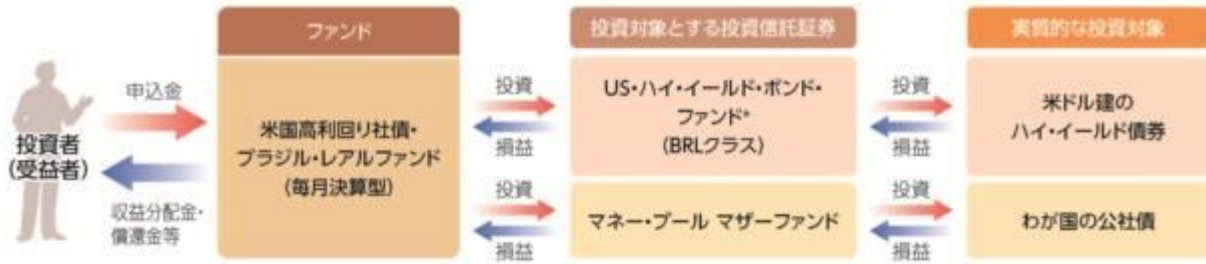 ファンド
投資対象とする投資信託証券
実質的な投資対象
申込金
投資者
(受益者)
収益分配金・
償還金等
米国高利回り社債・
ブラジル・レアルファンド
(毎月決算型)
投資
損益
US・ハイ・イールド・ボンド・
ファンド*
(BRLクラス)
投資
損益
米ドル建の
ハイ・イールド債券
投資
損益
マネー・プール マザーファンド
投資
損益
わが国の公社債